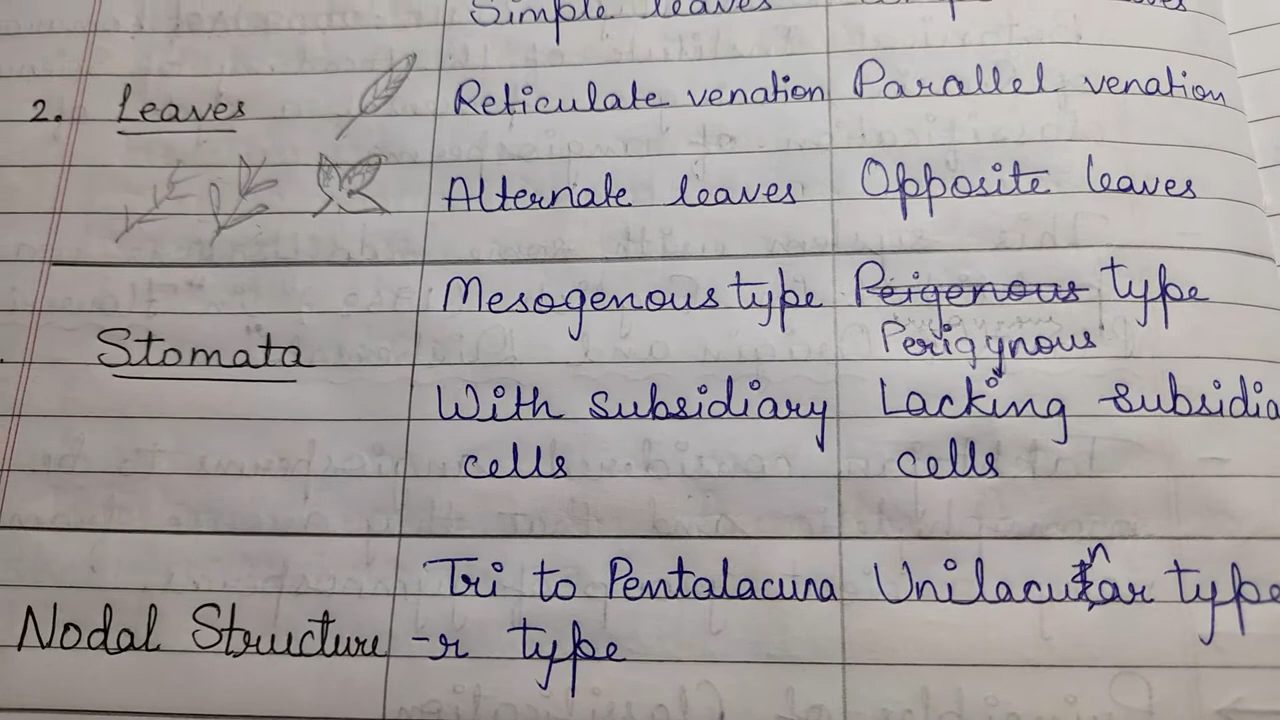 Simple leaves
2. Leaves Reticulate venation Parallel venation
Alternate leaves Opposite leaves
Mesogenous type Peigenous type
Stomata Perigynous
With subsidiary Lacking subsidia
cells cells
Tri to Pentalacuna Unilacunar type
Nodal Structure -r type